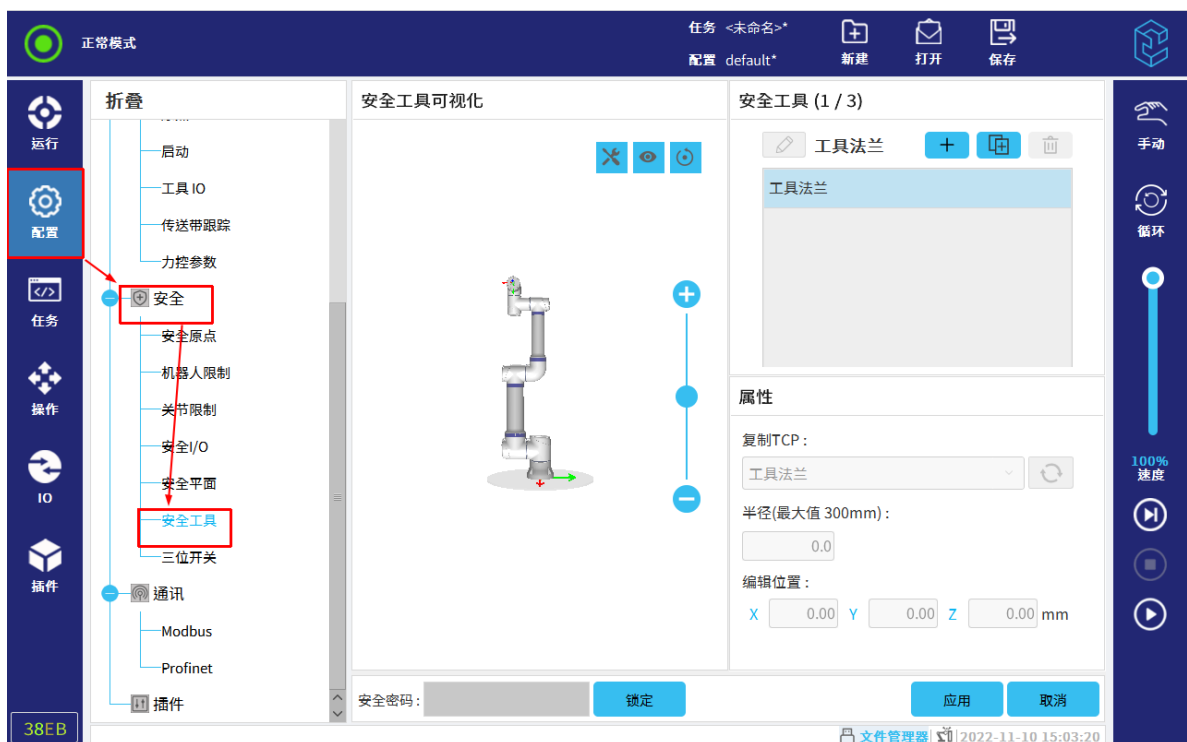 正常模式
任务 <未命名>*
配置 default*
新建
打开
保存
运行
配置
任务
操作
IO
插件
38EB
折叠
启动
工具 IO
传送带跟踪
力控参数
安全
安全原点
机器人限制
关节限制
安全I/O
安全平面
安全工具
三位开关
通讯
Modbus
Profinet
插件
安全工具可视化
安全密码 :
锁定
安全工具 (1 / 3)
工具法兰
工具法兰
属性
复制TCP :
工具法兰
半径(最大值 300mm) :
0.0
编辑位置 :
X 0.00 Y 0.00 Z 0.00 mm
应用
取消
文件管理器
2022-11-10 15:03:20
手动
循环
100%
速度